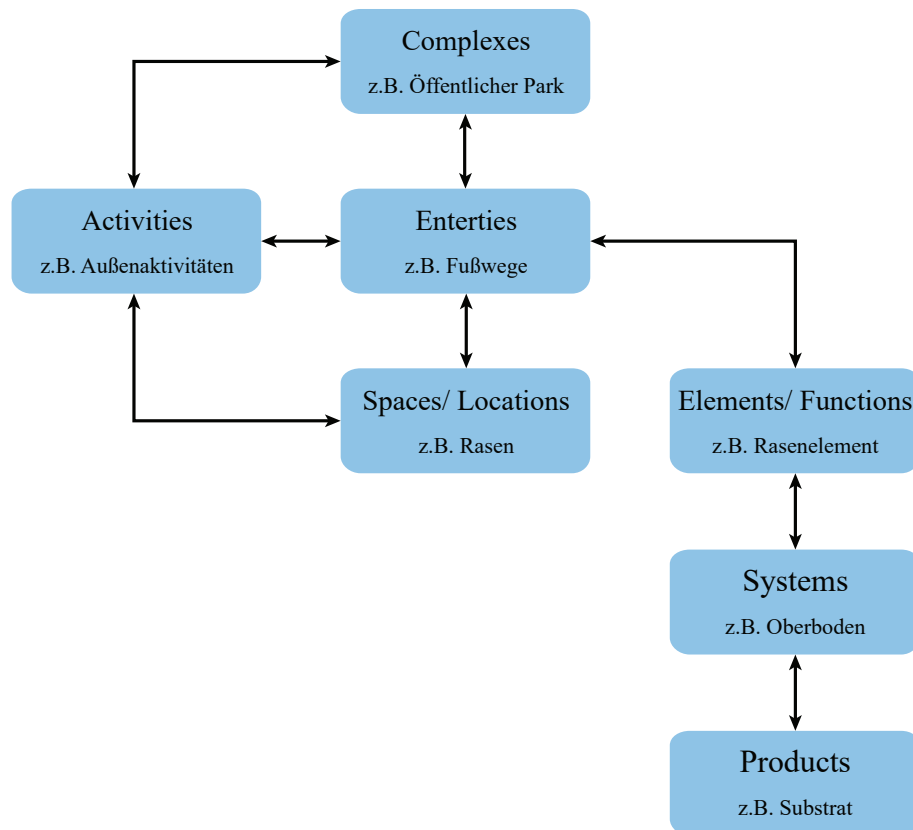 Complexes
z.B. Öffentlicher Park
Activities
z.B. Außenaktivitäten
Enterties
z.B. Fußwege
Spaces/ Locations
z.B. Rasen
Elements/ Functions
z.B. Rasenelement
Systems
z.B. Oberboden
Products
z.B. Substrat